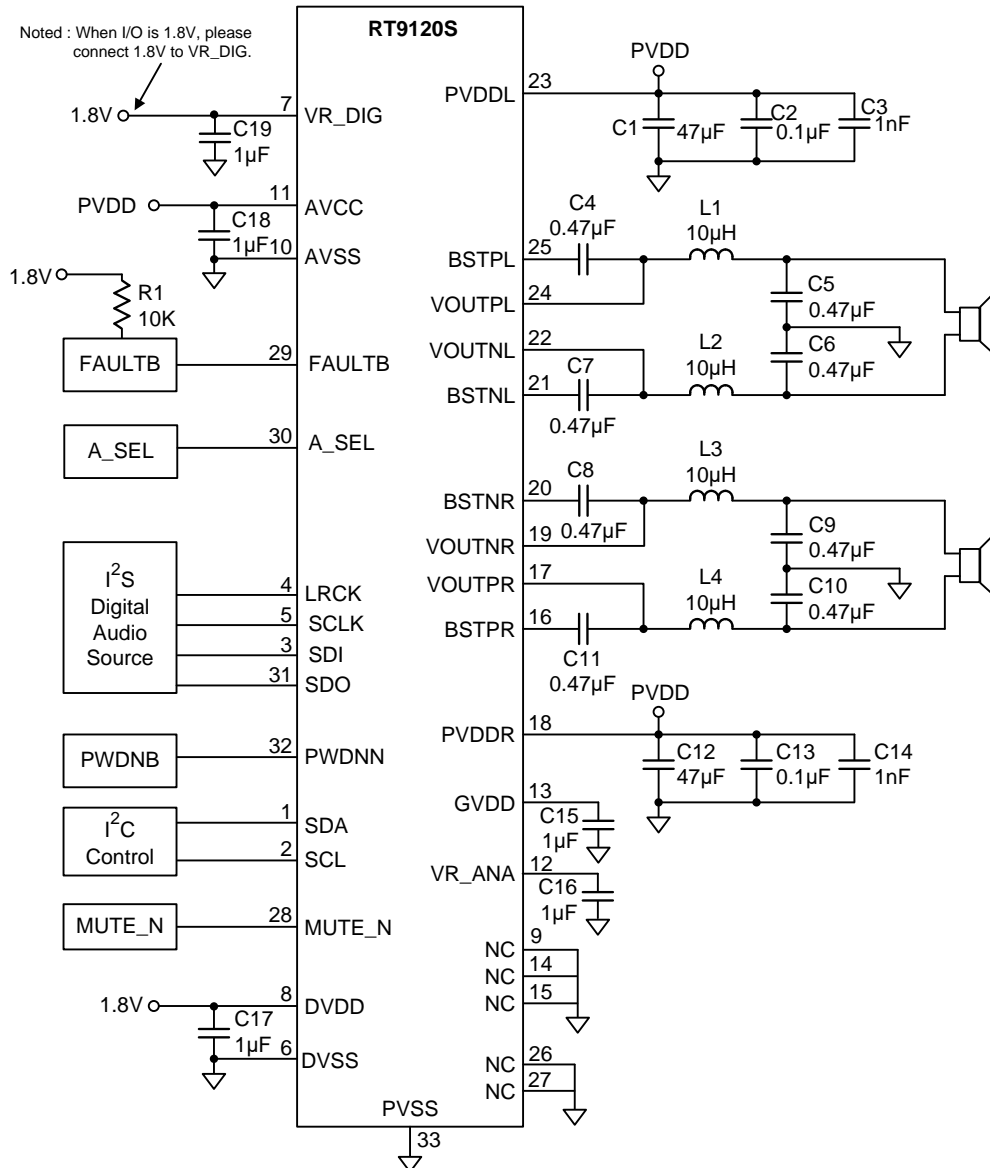 Noted : When I/O is 1.8V, please
connect 1.8V to VR_DIG.
RT9120S
1.8V
7
VR_DIG
C19
1µF
PVDD
11
AVCC
C18
1µF
10
AVSS
1.8V
R1
10K
FAULTB
29
FAULTB
A_SEL
30
A_SEL
I²S
Digital
Audio
Source
4
LRCK
5
SCLK
3
SDI
31
SDO
PWDNB
32
PWDNN
I²C
Control
1
SDA
2
SCL
MUTE_N
28
MUTE_N
1.8V
8
DVDD
C17
1µF
6
DVSS
PVSS
33
PVDD
PVDDL
23
C1
47µF
C2
0.1µF
C3
1nF
C4
0.47µF
L1
10µH
BSTPL
25
VOUTPL
24
C5
0.47µF
VOUTNL
22
L2
10µH
C6
0.47µF
BSTNL
21
C7
0.47µF
L3
10µH
C8
0.47µF
BSTNR
20
VOUTNR
19
C9
0.47µF
VOUTPR
17
L4
10µH
C10
0.47µF
BSTPR
16
C11
0.47µF
PVDD
PVDDR
18
C12
47µF
C13
0.1µF
C14
1nF
GVDD
13
C15
1µF
VR_ANA
12
C16
1µF
NC
9
NC
14
NC
15
NC
26
NC
27